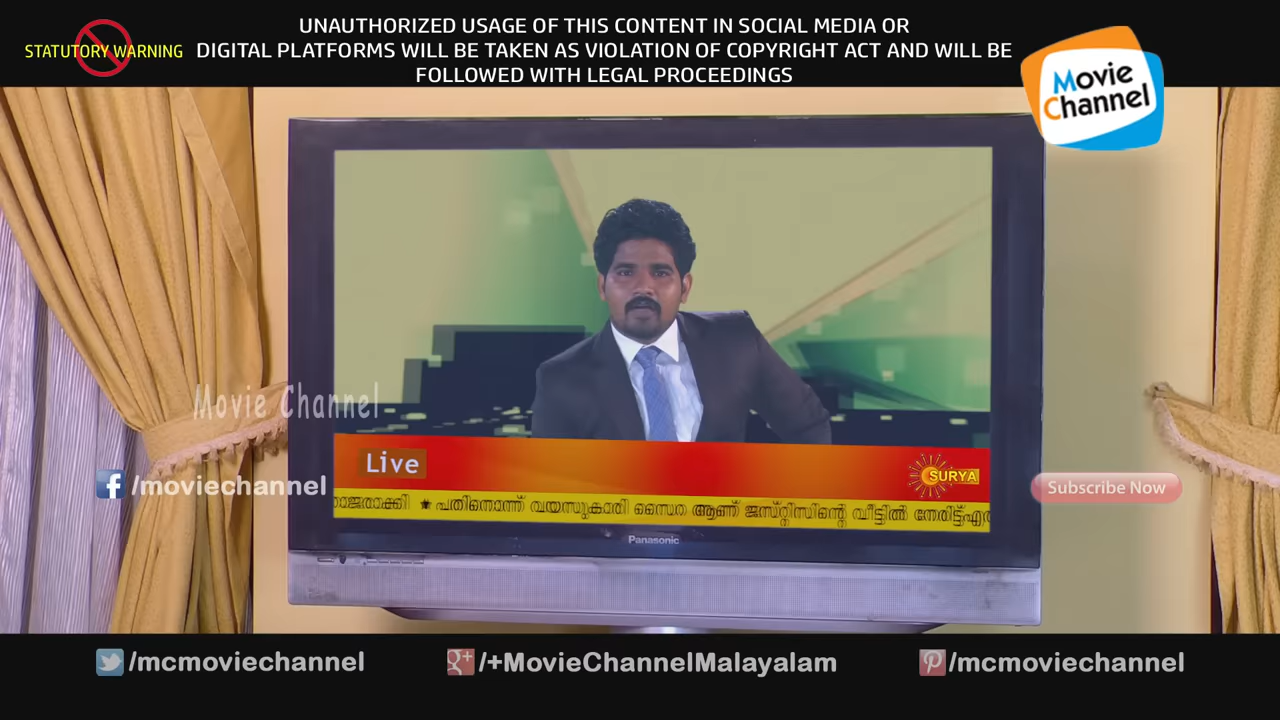 UNAUTHORIZED USAGE OF THIS CONTENT IN SOCIAL MEDIA OR
STATUTORY WARNING DIGITAL PLATFORMS WILL BE TAKEN AS VIOLATION OF COPYRIGHT ACT AND WILL BE
FOLLOWED WITH LEGAL PROCEEDINGS
Movie
Channel
Movie Channel
Live
SURYA
/moviechannel
Subscribe Now
ഹാജരാക്കി ★ പതിനൊന്ന് വയസുകാരി സൈറ ആണ് ജസ്റ്റിസിന്റെ വീട്ടിൽ നേരിട്ട്
Panasonic
/mcmoviechannel
/+MovieChannelMalayalam
/mcmoviechannel